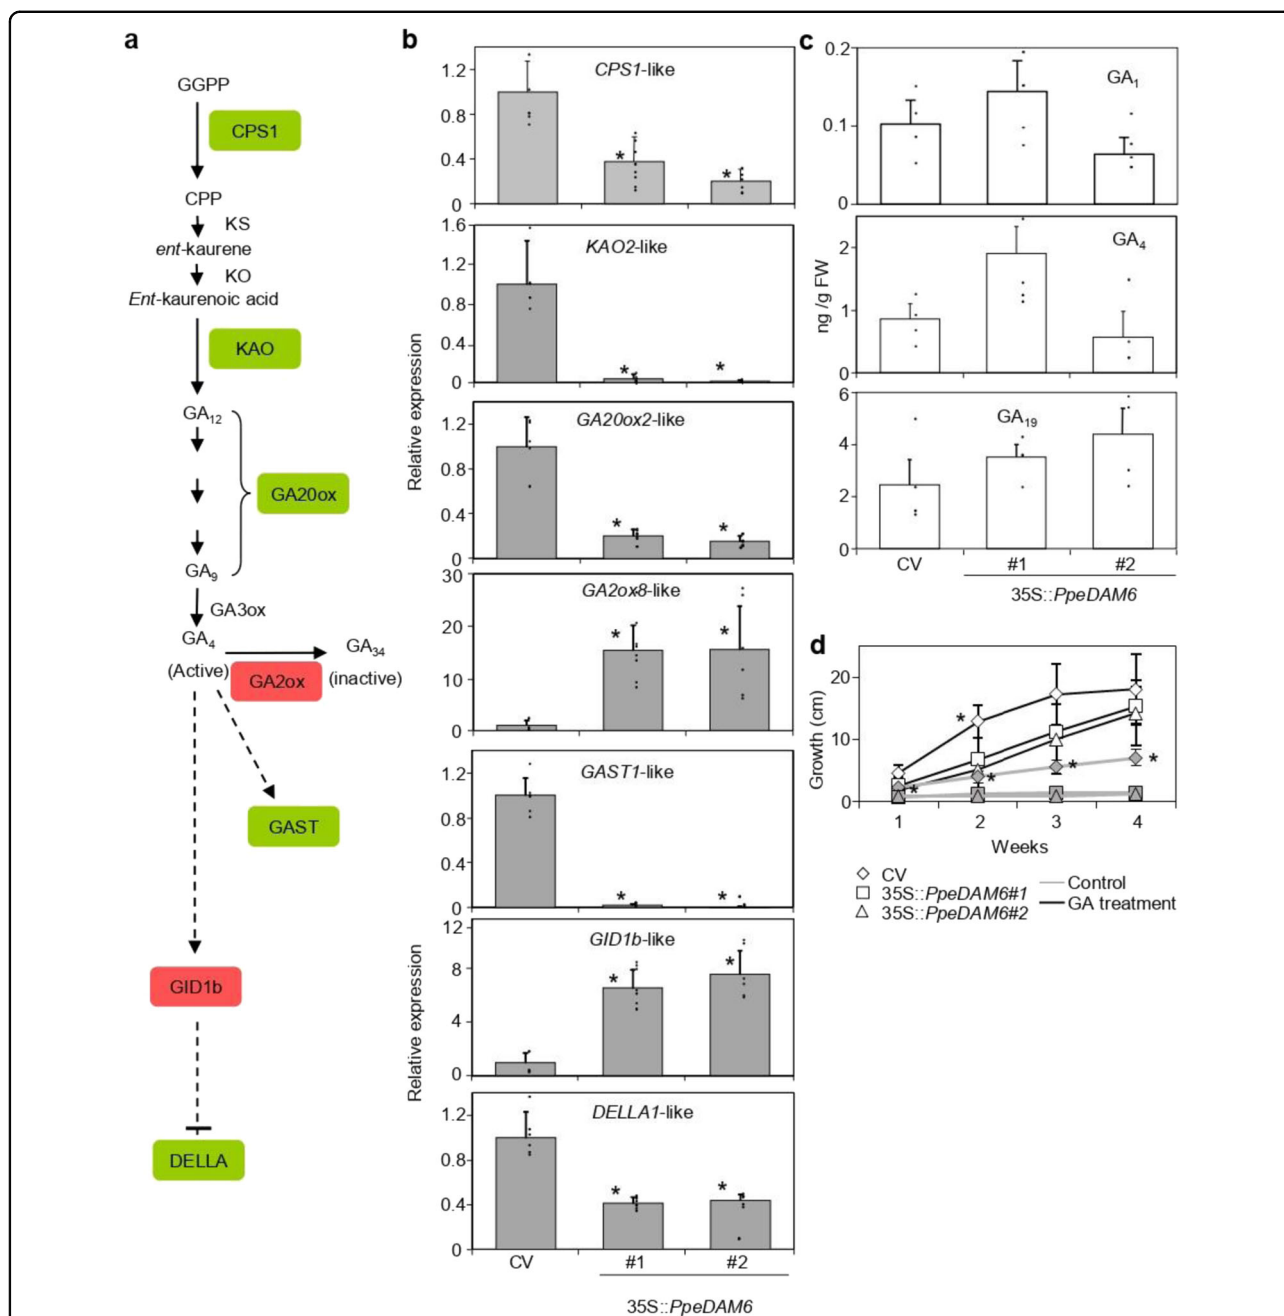 a
GGPP
CPS1
CPP
KS
ent-kaurene
KO
Ent-kaurenoic acid
KAO
GA12
GA20ox
GA9
GA3ox
GA4
GA34
(Active)
GA2ox
(inactive)
GAST
GID1b
DELLA
b
Relative expression
Relative expression
CPS1-like
1.2
0.8
0.4
0
KAO2-like
1.6
1.2
0.8
0.4
0
GA20ox2-like
1.2
0.8
0.4
0
GA2ox8-like
30
20
10
0
GAST1-like
1.2
0.8
0.4
0
GID1b-like
12
8
4
0
DELLA1-like
1.2
0.8
0.4
0
* *
* *
* *
* *
* *
* *
* *
CV #1 #2
35S::PpeDAM6
c
ng /g FW
GA1
0.2
0.1
0
GA4
2
1
0
GA19
6
4
2
0
CV #1 #2
35S::PpeDAM6
d
Growth (cm)
20
10
0
* * * * *
1 2 3 4
Weeks
CV
35S::PpeDAM6#1
35S::PpeDAM6#2
Control
GA treatment